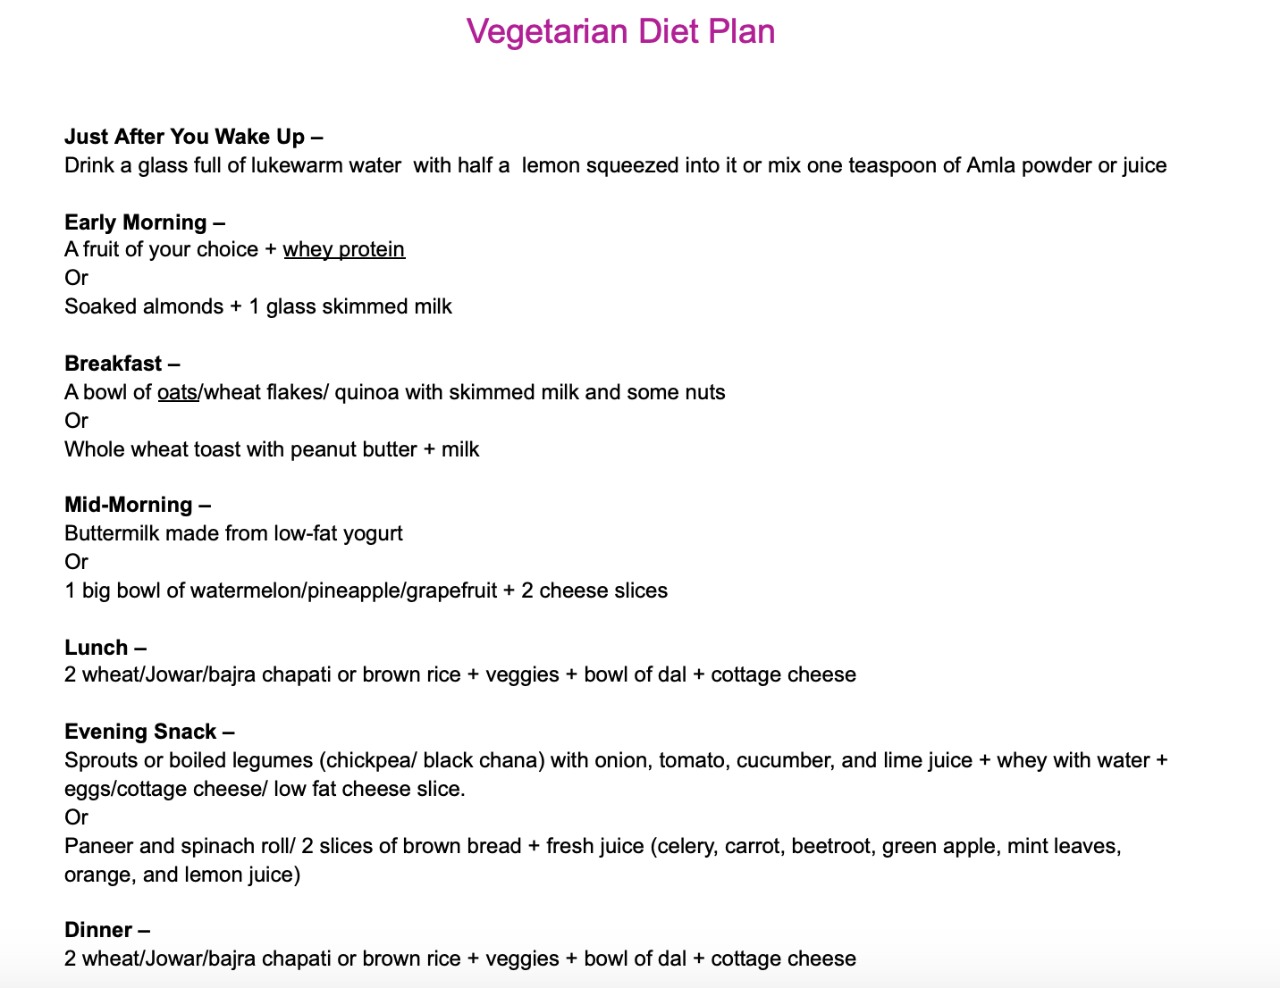 Vegetarian Diet Plan
Just After You Wake Up –
Drink a glass full of lukewarm water  with half a  lemon squeezed into it or mix one teaspoon of Amla powder or juice
Early Morning –
A fruit of your choice + whey protein
Or
Soaked almonds + 1 glass skimmed milk
Breakfast –
A bowl of oats/wheat flakes/ quinoa with skimmed milk and some nuts
Or
Whole wheat toast with peanut butter + milk
Mid-Morning –
Buttermilk made from low-fat yogurt
Or
1 big bowl of watermelon/pineapple/grapefruit + 2 cheese slices
Lunch –
2 wheat/Jowar/bajra chapati or brown rice + veggies + bowl of dal + cottage cheese
Evening Snack –
Sprouts or boiled legumes (chickpea/ black chana) with onion, tomato, cucumber, and lime juice + whey with water +
eggs/cottage cheese/ low fat cheese slice.
Or
Paneer and spinach roll/ 2 slices of brown bread + fresh juice (celery, carrot, beetroot, green apple, mint leaves,
orange, and lemon juice)
Dinner –
2 wheat/Jowar/bajra chapati or brown rice + veggies + bowl of dal + cottage cheese